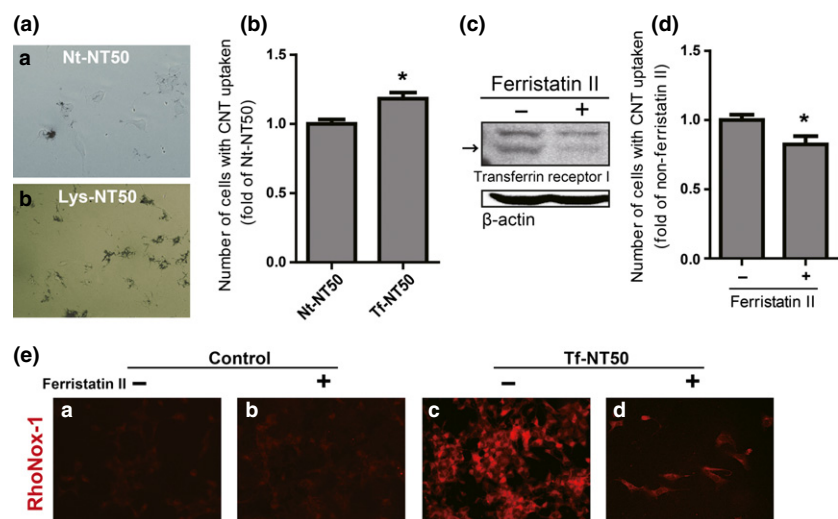 (a)
a
Nt-NT50
b
Lys-NT50
(b)
Number of cells with CNT uptaken
(fold of Nt-NT50)
1.5
1.0
0.5
0.0
*
Nt-NT50
Tf-NT50
(c)
Ferristatin II
− +
→
Transferrin receptor I
β-actin
(d)
Number of cells with CNT uptaken
(fold of non-ferristatin II)
1.5
1.0
0.5
0.0
*
− +
Ferristatin II
(e)
Control
Tf-NT50
Ferristatin II − + − +
RhoNox-1
a
b
c
d